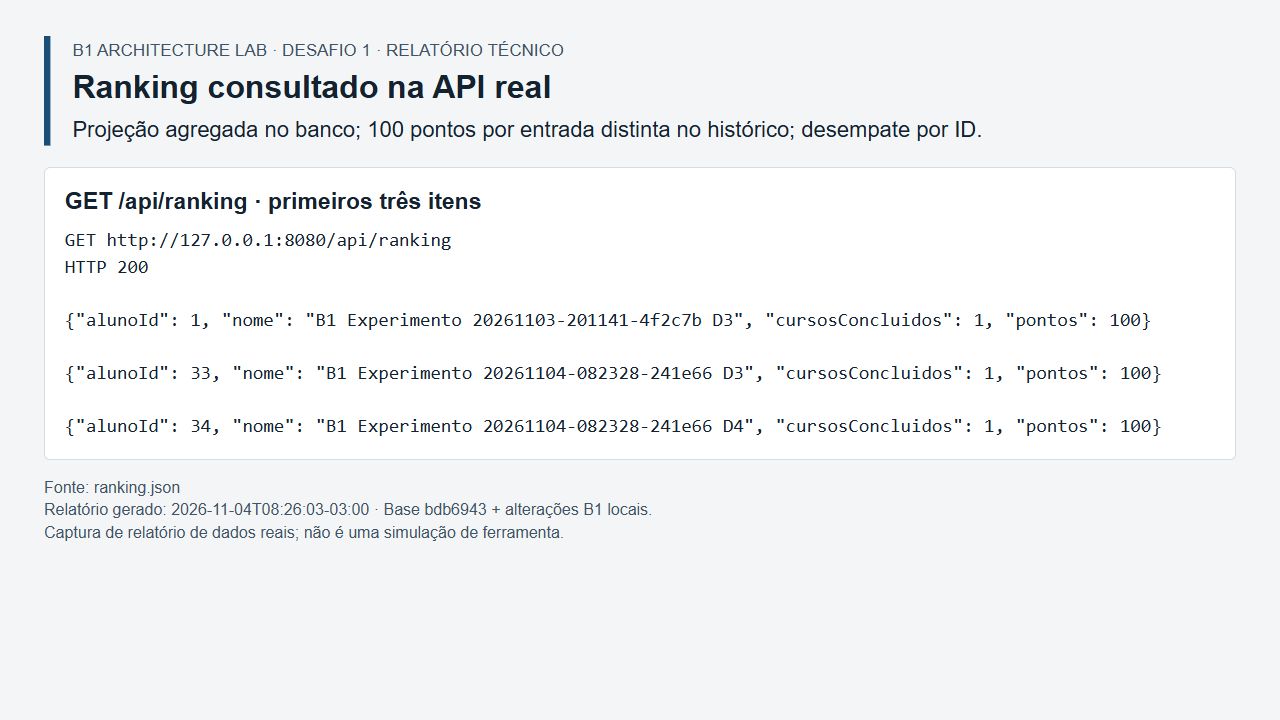 B1 ARCHITECTURE LAB · DESAFIO 1 · RELATÓRIO TÉCNICO
Ranking consultado na API real
Projeção agregada no banco; 100 pontos por entrada distinta no histórico; desempate por ID.
GET /api/ranking · primeiros três itens
GET http://127.0.0.1:8080/api/ranking
HTTP 200
{"alunoId": 1, "nome": "B1 Experimento 20261103-201141-4f2c7b D3", "cursosConcluidos": 1, "pontos": 100}
{"alunoId": 33, "nome": "B1 Experimento 20261104-082328-241e66 D3", "cursosConcluidos": 1, "pontos": 100}
{"alunoId": 34, "nome": "B1 Experimento 20261104-082328-241e66 D4", "cursosConcluidos": 1, "pontos": 100}
Fonte: ranking.json
Relatório gerado: 2026-11-04T08:26:03-03:00 · Base bdb6943 + alterações B1 locais.
Captura de relatório de dados reais; não é uma simulação de ferramenta.